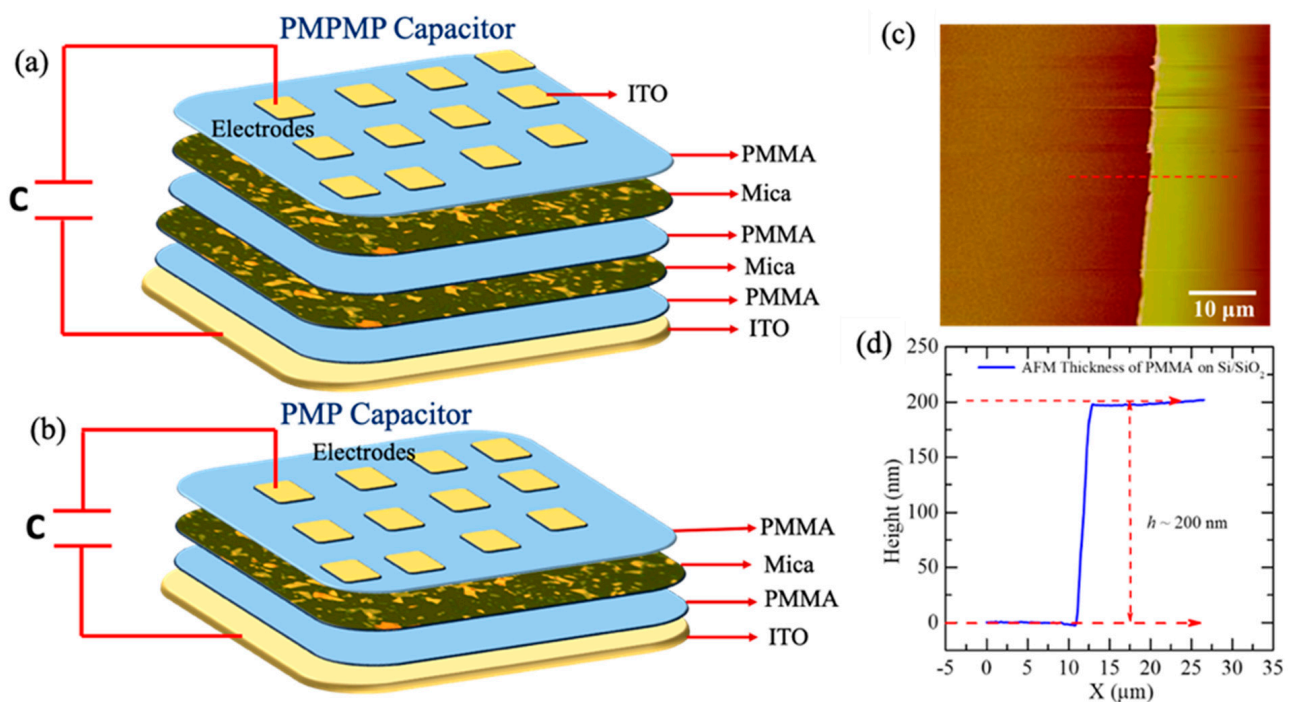 PMPMP Capacitor
(a)
ITO
Electrodes
PMMA
Mica
C
PMMA
Mica
PMMA
ITO
PMP Capacitor
(b)
Electrodes
C
PMMA
Mica
PMMA
ITO
(c)
10 µm
(d)
250
AFM Thickness of PMMA on Si/SiO₂
200
150
100
50
0
h ~ 200 nm
Height (nm)
-5 0 5 10 15 20 25 30 35
X (µm)